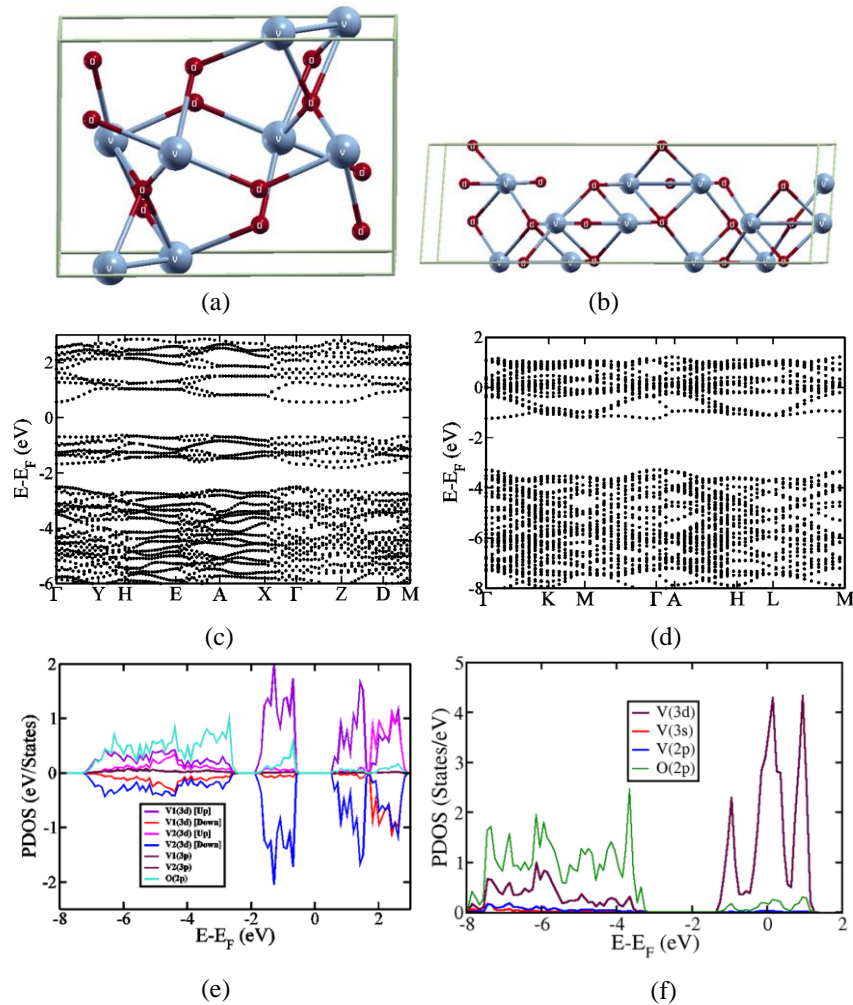 (a)
(b)
2
0
-2
-4
-6
E-E_F (eV)
Γ Y H E A X Γ Z D M
(c)
2
0
-2
-4
-6
-8
E-E_F (eV)
Γ K M Γ A H L M
(d)
2
1
0
1
2
PDOS (eV/States)
V1(3d) [Up]
V1(3d) [Down]
V2(3d) [Up]
V2(3d) [Down]
V1(3p)
V2(3p)
O(2p)
-8 -6 -4 -2 0 2
E-E_F (eV)
(e)
5
4
3
2
1
0
PDOS (States/eV)
V(3d)
V(3s)
V(2p)
O(2p)
-8 -6 -4 -2 0 2
E-E_F (eV)
(f)